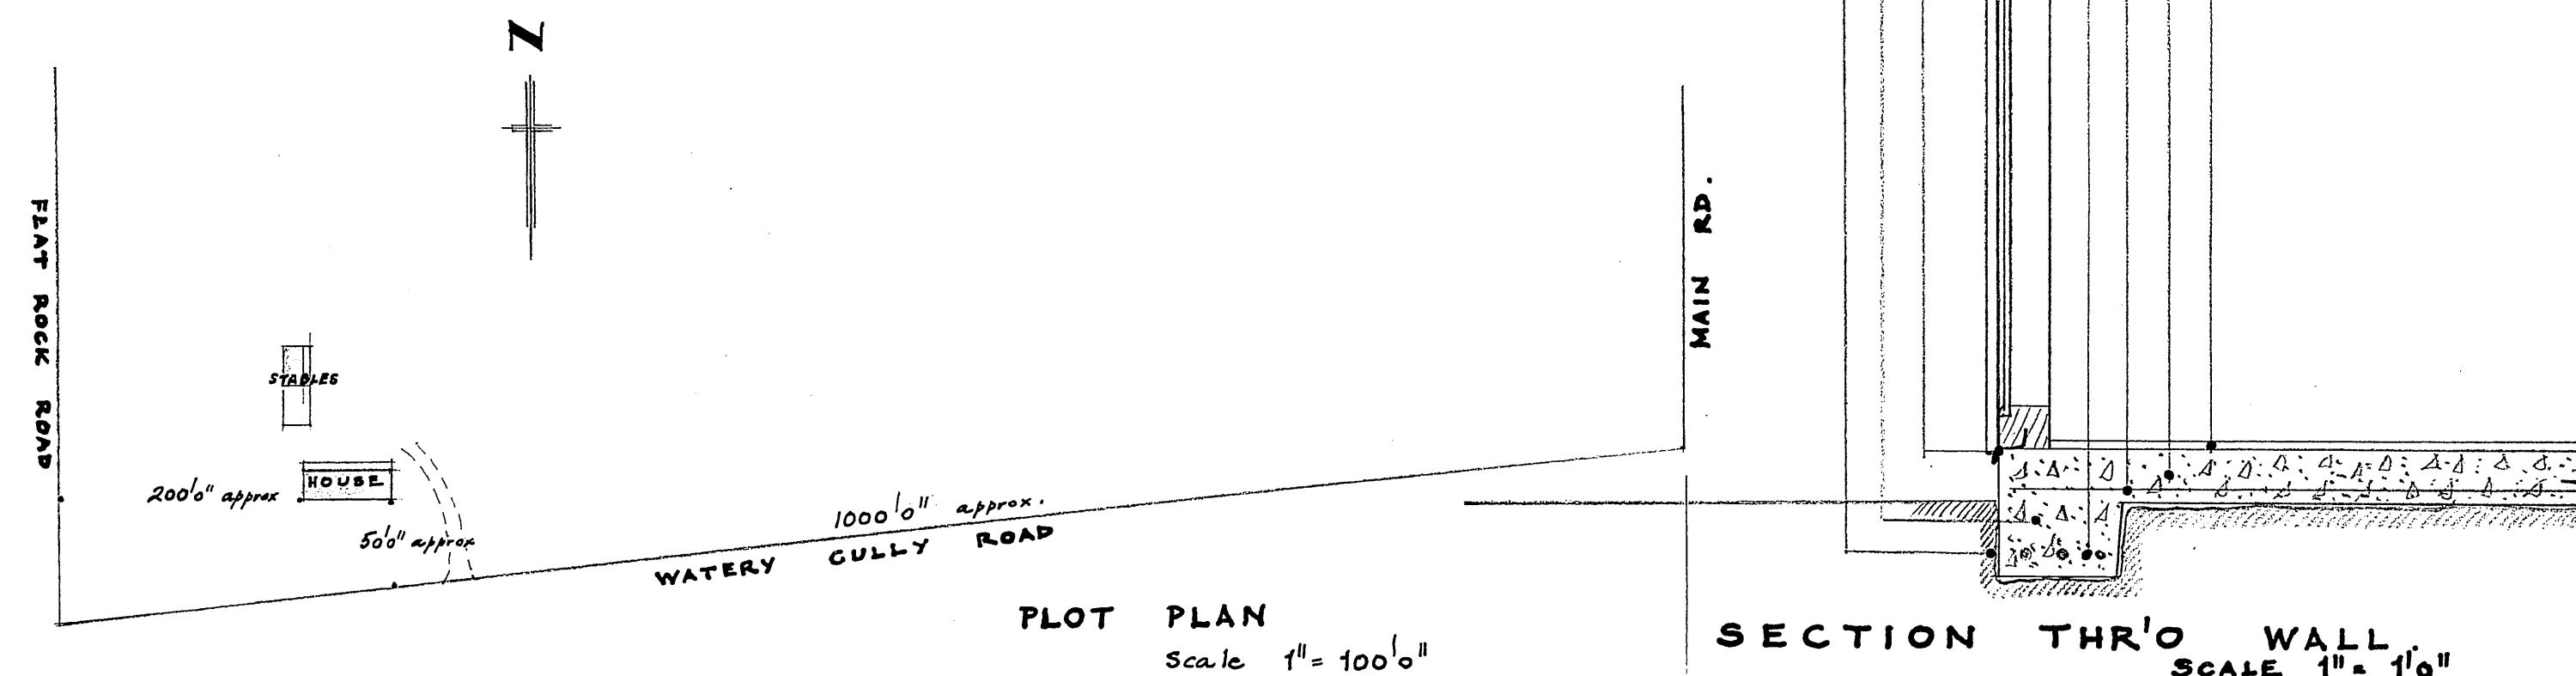 N
FLAT ROCK ROAD
MAIN RD.
STABLES
HOUSE
200'0" approx
50'0" approx
1000'0" approx.
WATERY GULLY ROAD
PLOT PLAN
Scale 1" = 100'0"
SECTION THR'O WALL.
SCALE 1" = 1'0"